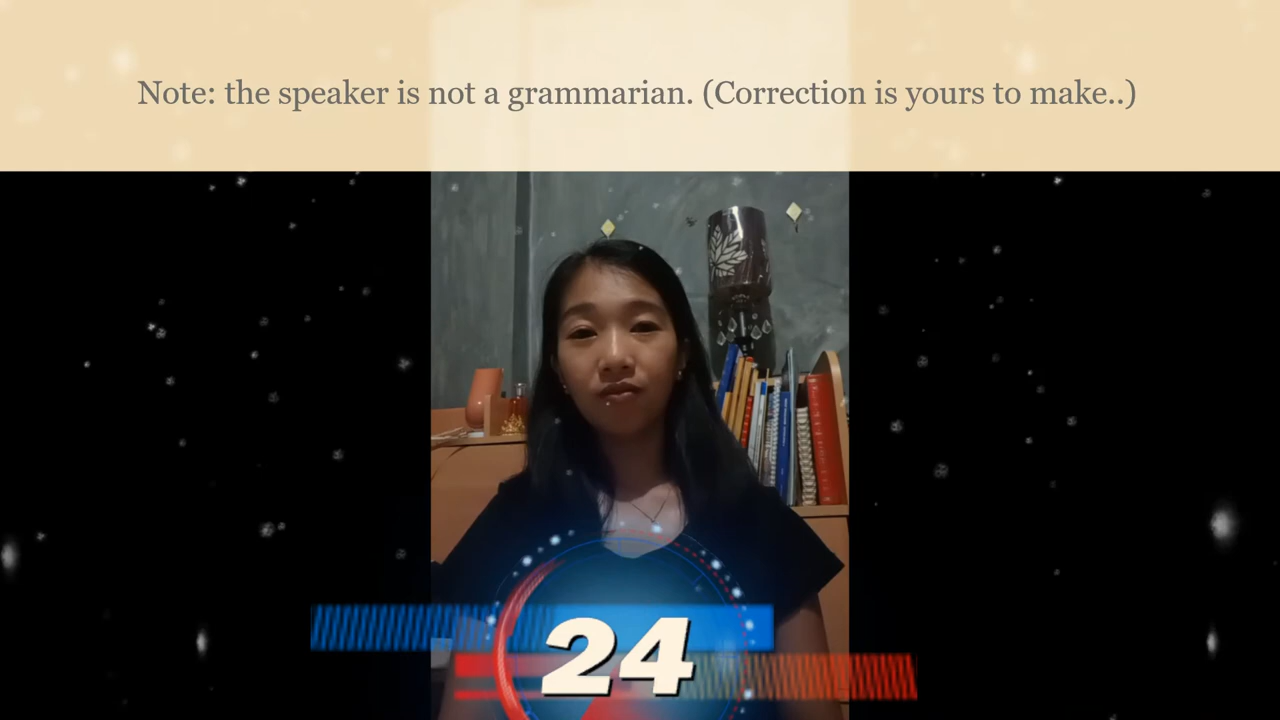 Note: the speaker is not a grammarian. (Correction is yours to make..)
24